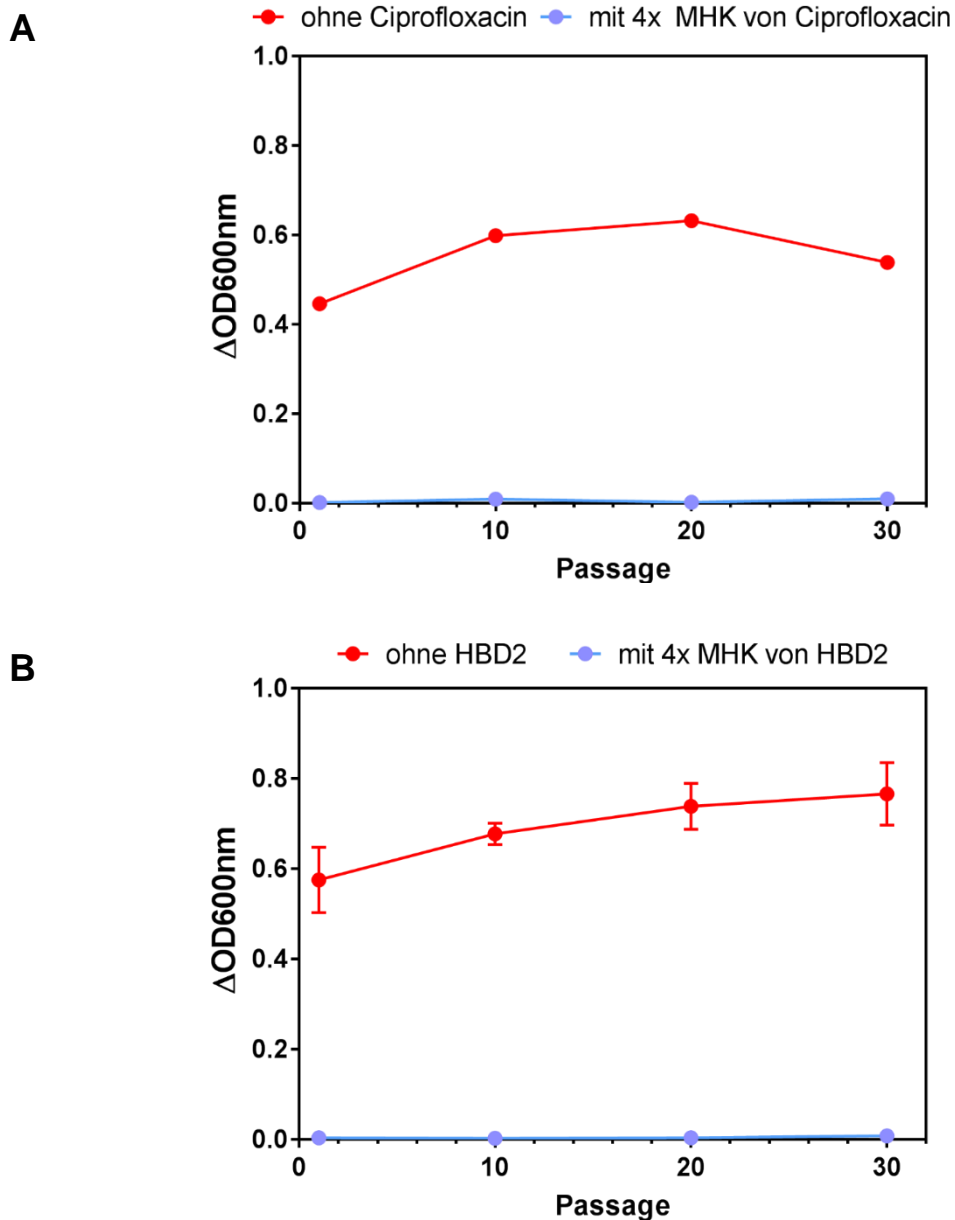 A
ohne Ciprofloxacin mit 4x MHK von Ciprofloxacin
1.0
0.8
0.6
0.4
0.2
0.0
ΔOD600nm
0 10 20 30
Passage
B
ohne HBD2 mit 4x MHK von HBD2
1.0
0.8
0.6
0.4
0.2
0.0
ΔOD600nm
0 10 20 30
Passage